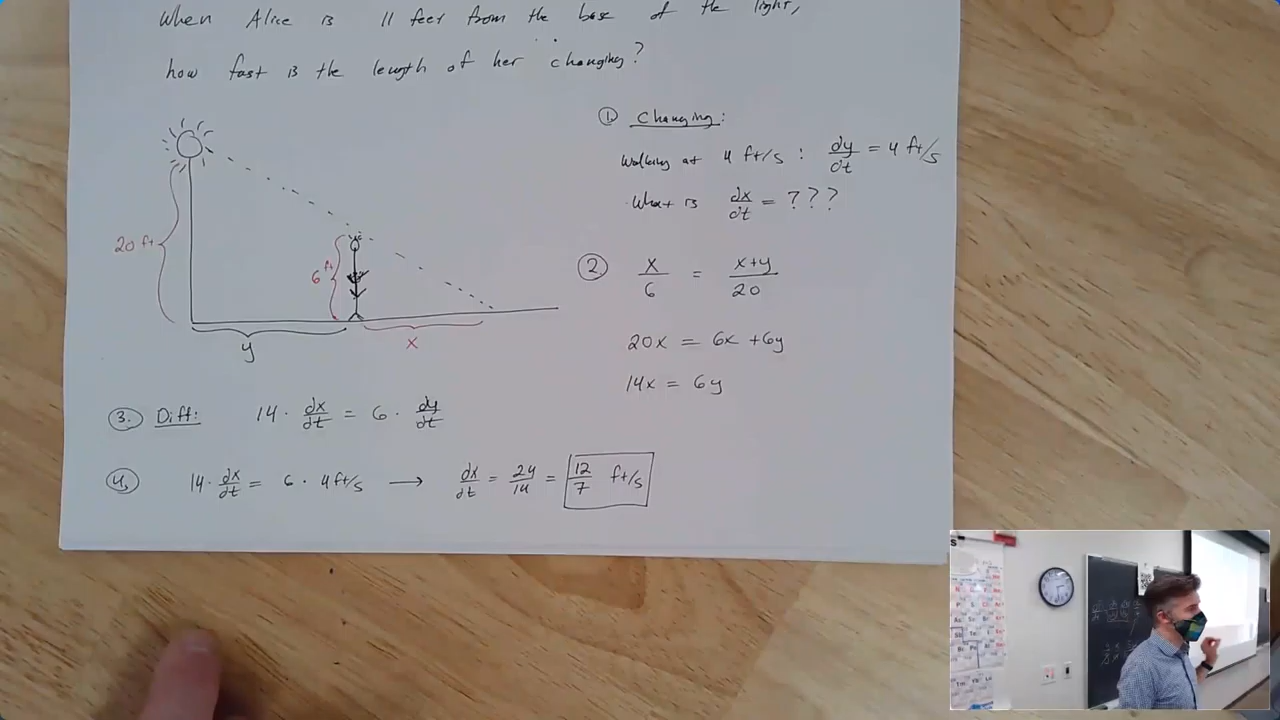 When Alice is 11 feet from the base of the light,
how fast is the length of her changing?
① Changing:
Walking at 4 ft/s : dy/dt = 4 ft/s
What is dx/dt = ???
20 ft
6 ft
y
x
② x/6 = x+y/20
20x = 6x + 6y
14x = 6y
③. Diff: 14 · dx/dt = 6 · dy/dt
④ 14 · dx/dt = 6 · 4 ft/s → dx/dt = 24/14 = 12/7 ft/s